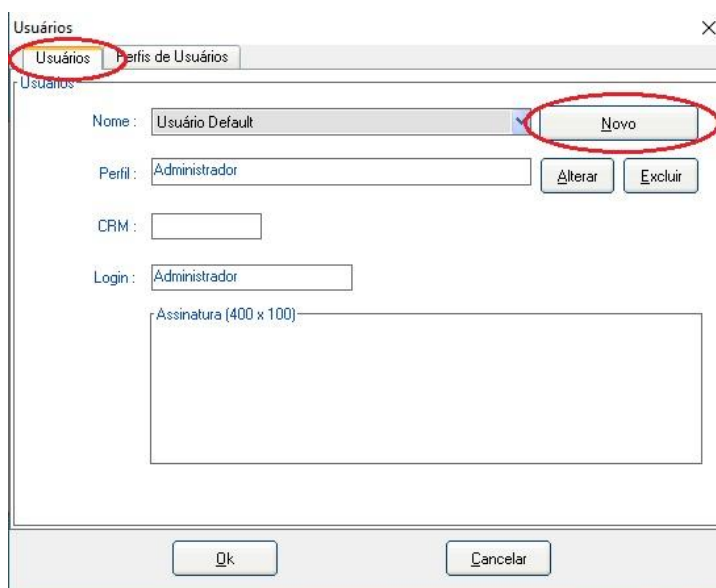 Usuários
Usuários Perfis de Usuários
Usuários
Nome : Usuário Default Novo
Perfil : Administrador Alterar Excluir
CRM :
Login : Administrador
Assinatura (400 x 100)
Ok Cancelar